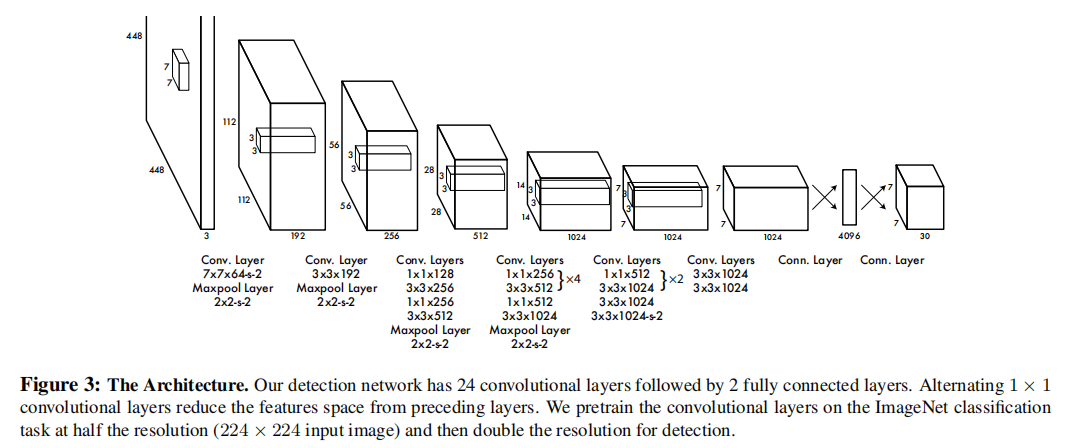 448
448
7
7
3
112
112
3
3
192
56
56
3
3
256
28
28
3
3
512
14
14
3
3
1024
7
7
3
3
1024
7
7
1024
4096
7
7
30
Conv. Layer
7x7x64-s-2
Maxpool Layer
2x2-s-2
Conv. Layer
3x3x192
Maxpool Layer
2x2-s-2
Conv. Layers
1x1x128
3x3x256
1x1x256
3x3x512
Maxpool Layer
2x2-s-2
Conv. Layers
1x1x256
3x3x512
}×4
1x1x512
3x3x1024
Maxpool Layer
2x2-s-2
Conv. Layers
1x1x512
3x3x1024
}×2
3x3x1024
3x3x1024-s-2
Conv. Layers
3x3x1024
3x3x1024
Conn. Layer
Conn. Layer
Figure 3: The Architecture. Our detection network has 24 convolutional layers followed by 2 fully connected layers. Alternating 1 × 1
convolutional layers reduce the features space from preceding layers. We pretrain the convolutional layers on the ImageNet classification
task at half the resolution (224 × 224 input image) and then double the resolution for detection.